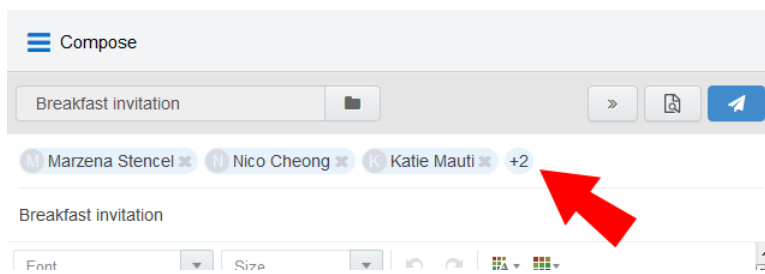 Compose
Breakfast invitation
M Marzena Stencel N Nico Cheong K Katie Mauti +2
Breakfast invitation
Font Size A